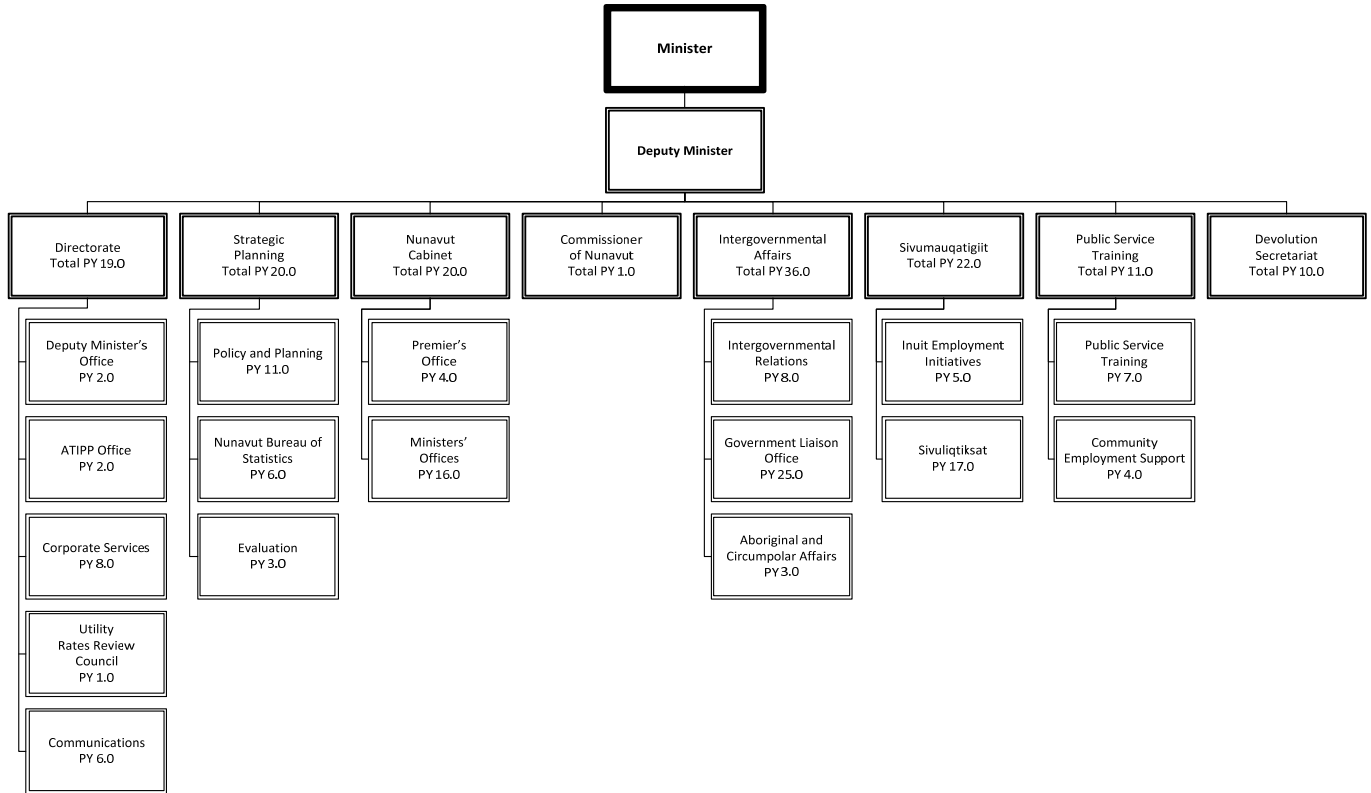 Minister
Deputy Minister
Directorate
Total PY 19.0
Strategic
Planning
Total PY 20.0
Nunavut
Cabinet
Total PY 20.0
Commissioner
of Nunavut
Total PY 1.0
Intergovernmental
Affairs
Total PY 36.0
Sivumuaqatigiit
Total PY 22.0
Public Service
Training
Total PY 11.0
Devolution
Secretariat
Total PY 10.0
Deputy Minister's
Office
PY 2.0
ATIPP Office
PY 2.0
Corporate Services
PY 8.0
Utility
Rates Review
Council
PY 1.0
Communications
PY 6.0
Policy and Planning
PY 11.0
Nunavut Bureau of
Statistics
PY 6.0
Evaluation
PY 3.0
Premier's
Office
PY 4.0
Ministers'
Offices
PY 16.0
Intergovernmental
Relations
PY 8.0
Government Liaison
Office
PY 25.0
Aboriginal and
Circumpolar Affairs
PY 3.0
Inuit Employment
Initiatives
PY 5.0
Sivuliqtiksat
PY 17.0
Public Service
Training
PY 7.0
Community
Employment Support
PY 4.0